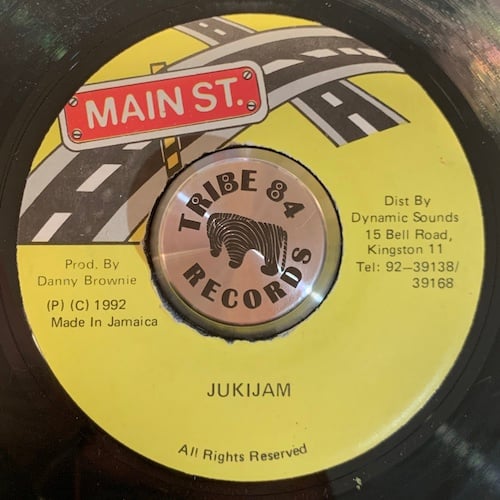 MAIN ST.
TRIBE 84
RECORDS
Prod. By
Danny Brownie
(P) (C) 1992
Made In Jamaica
Dist By
Dynamic Sounds
15 Bell Road,
Kingston 11
Tel: 92—39138/
39168
JUKIJAM
All Rights Reserved